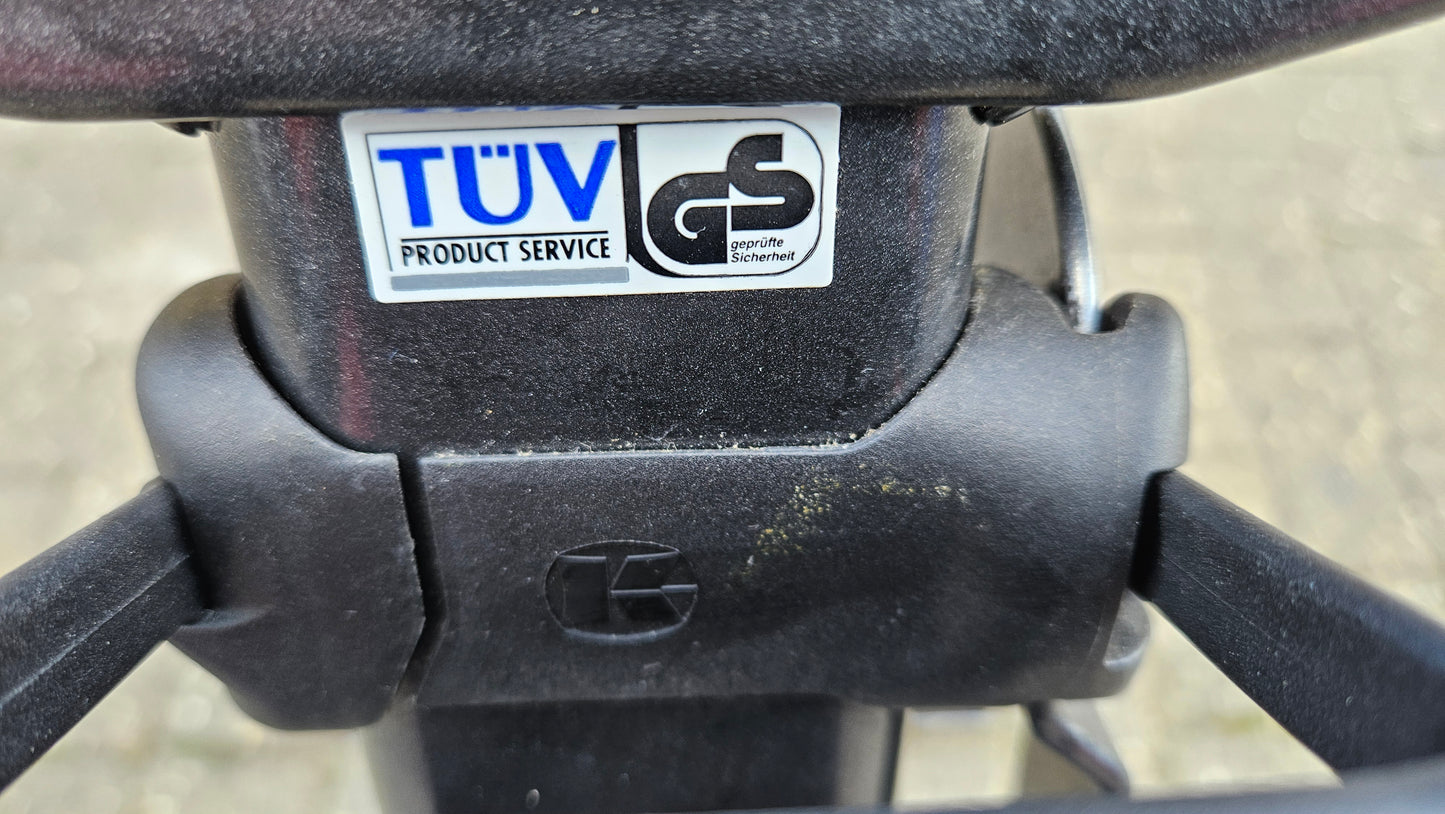 TÜV
PRODUCT SERVICE
GS
geprüfte
Sicherheit
K